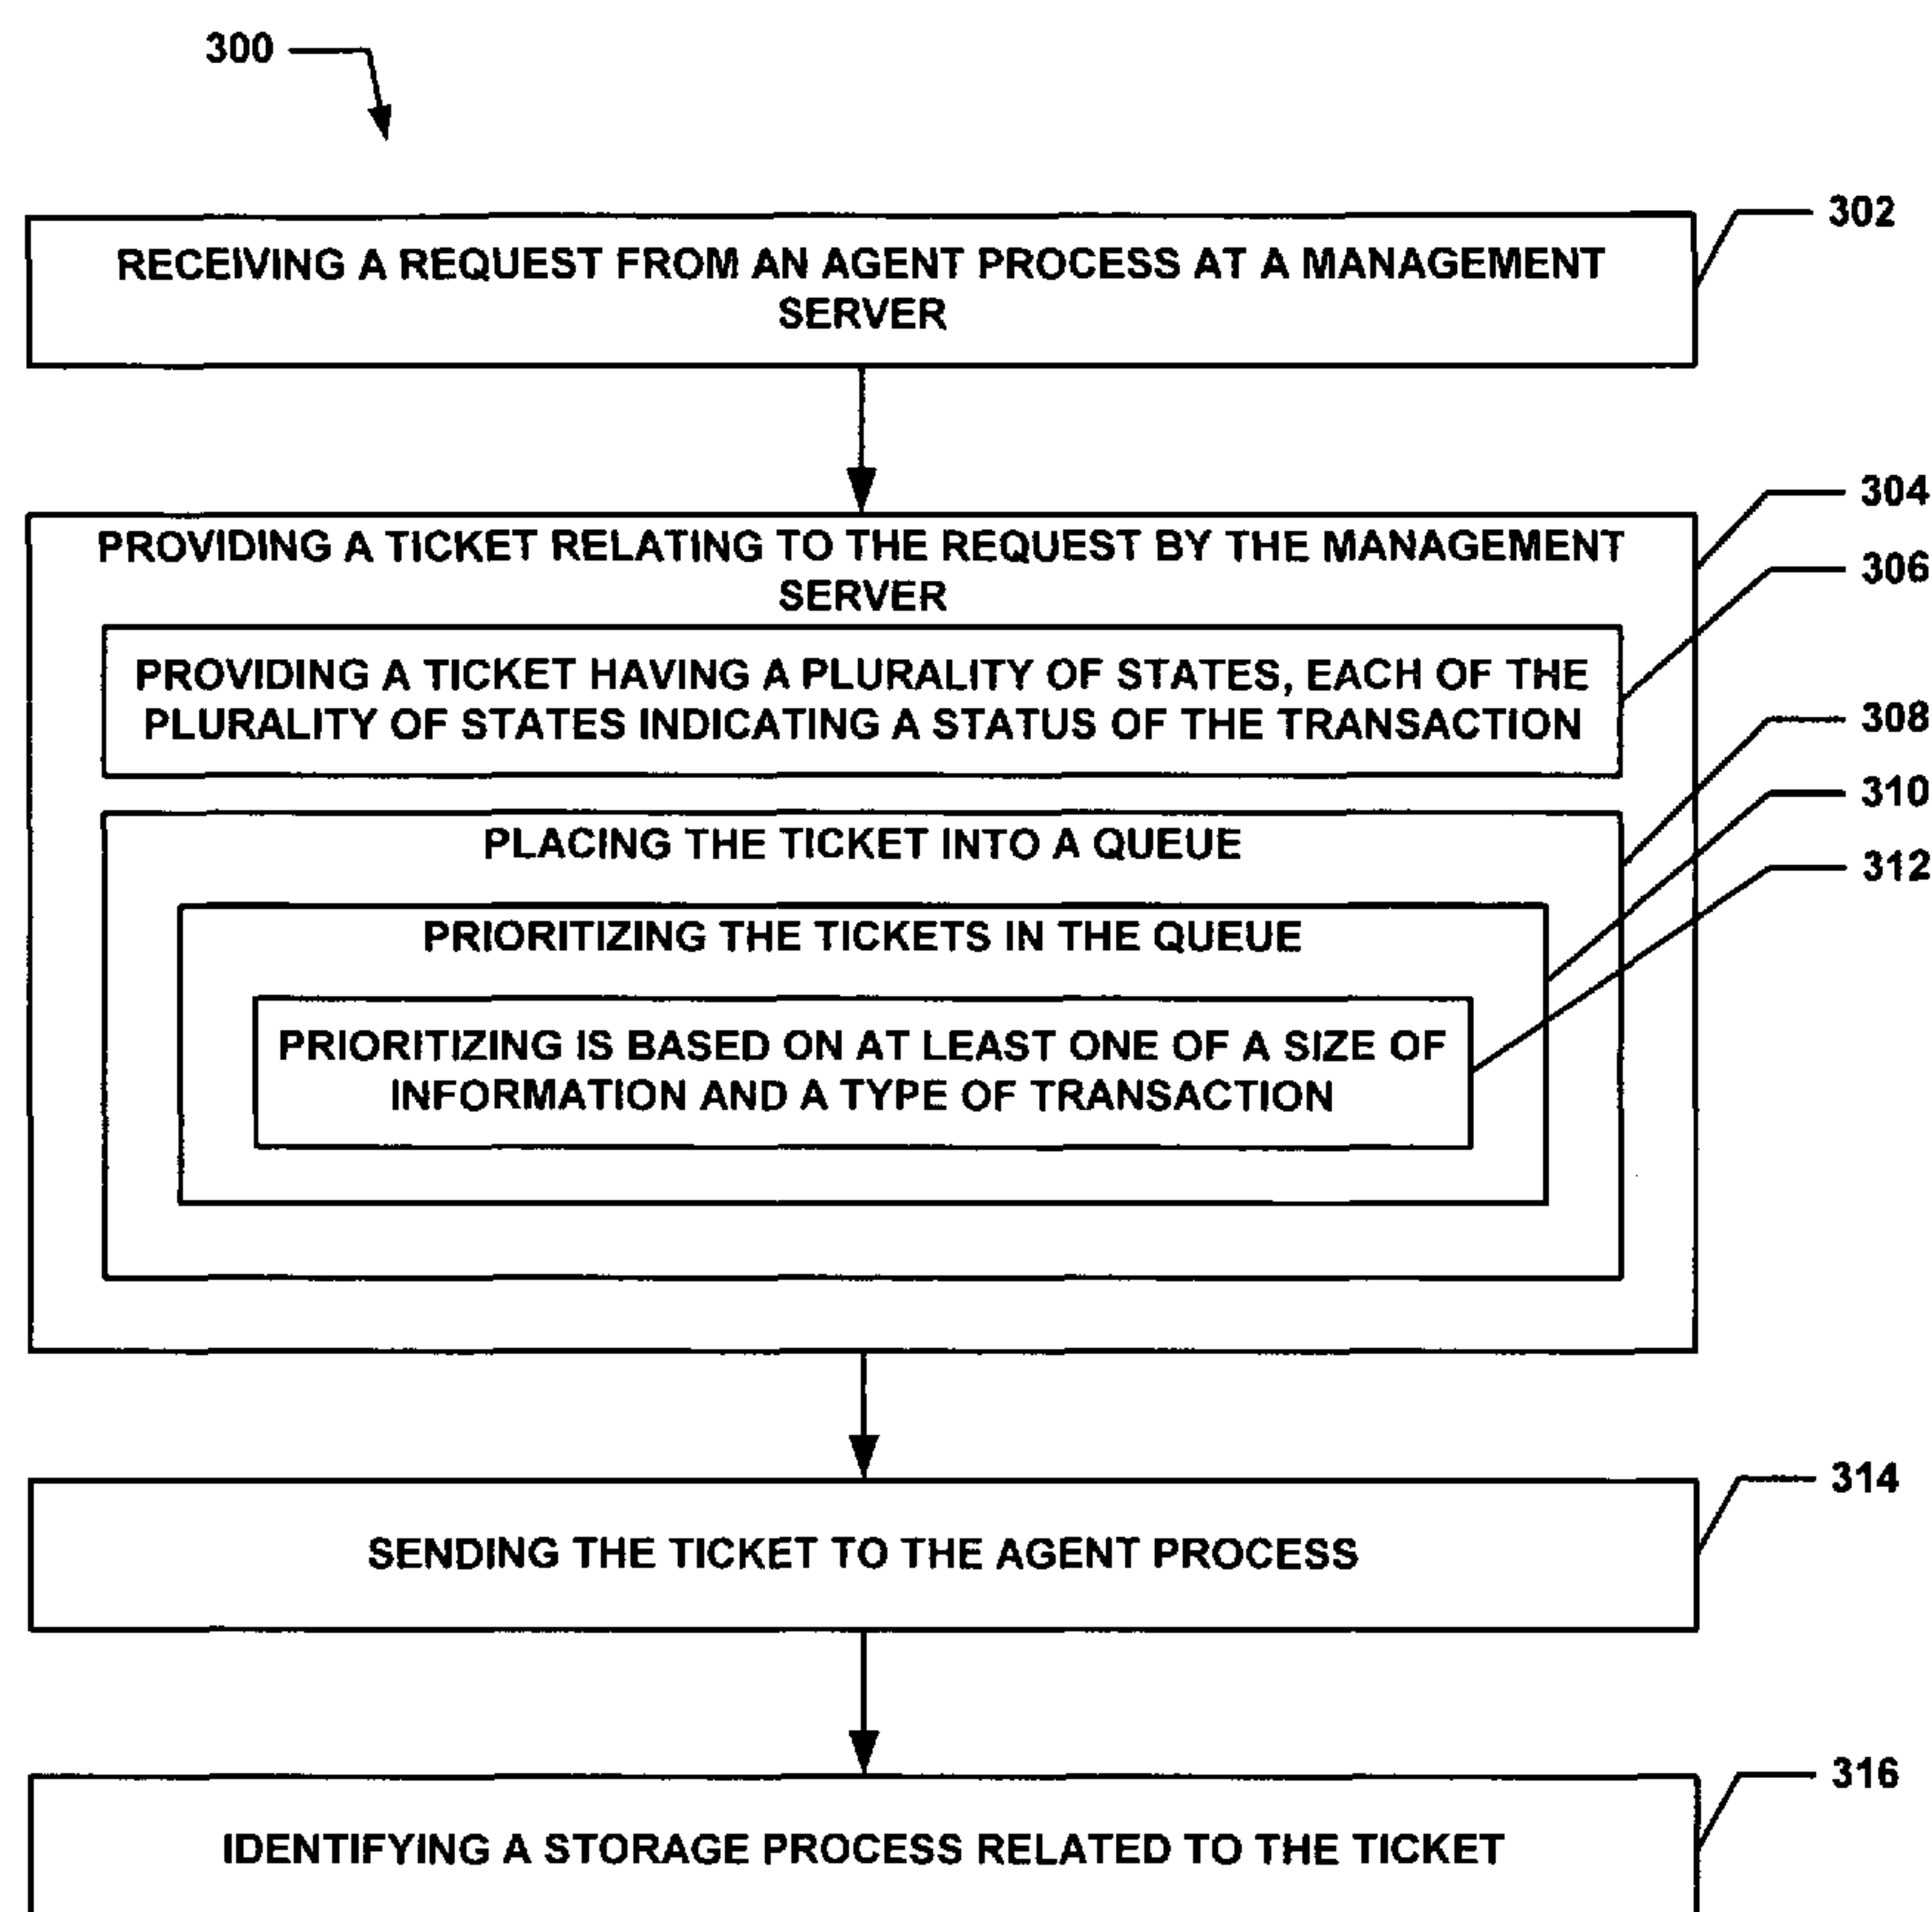 300
302
RECEIVING A REQUEST FROM AN AGENT PROCESS AT A MANAGEMENT
SERVER
304
PROVIDING A TICKET RELATING TO THE REQUEST BY THE MANAGEMENT
SERVER
306
PROVIDING A TICKET HAVING A PLURALITY OF STATES, EACH OF THE
PLURALITY OF STATES INDICATING A STATUS OF THE TRANSACTION
308
PLACING THE TICKET INTO A QUEUE
310
PRIORITIZING THE TICKETS IN THE QUEUE
312
PRIORITIZING IS BASED ON AT LEAST ONE OF A SIZE OF
INFORMATION AND A TYPE OF TRANSACTION
314
SENDING THE TICKET TO THE AGENT PROCESS
316
IDENTIFYING A STORAGE PROCESS RELATED TO THE TICKET